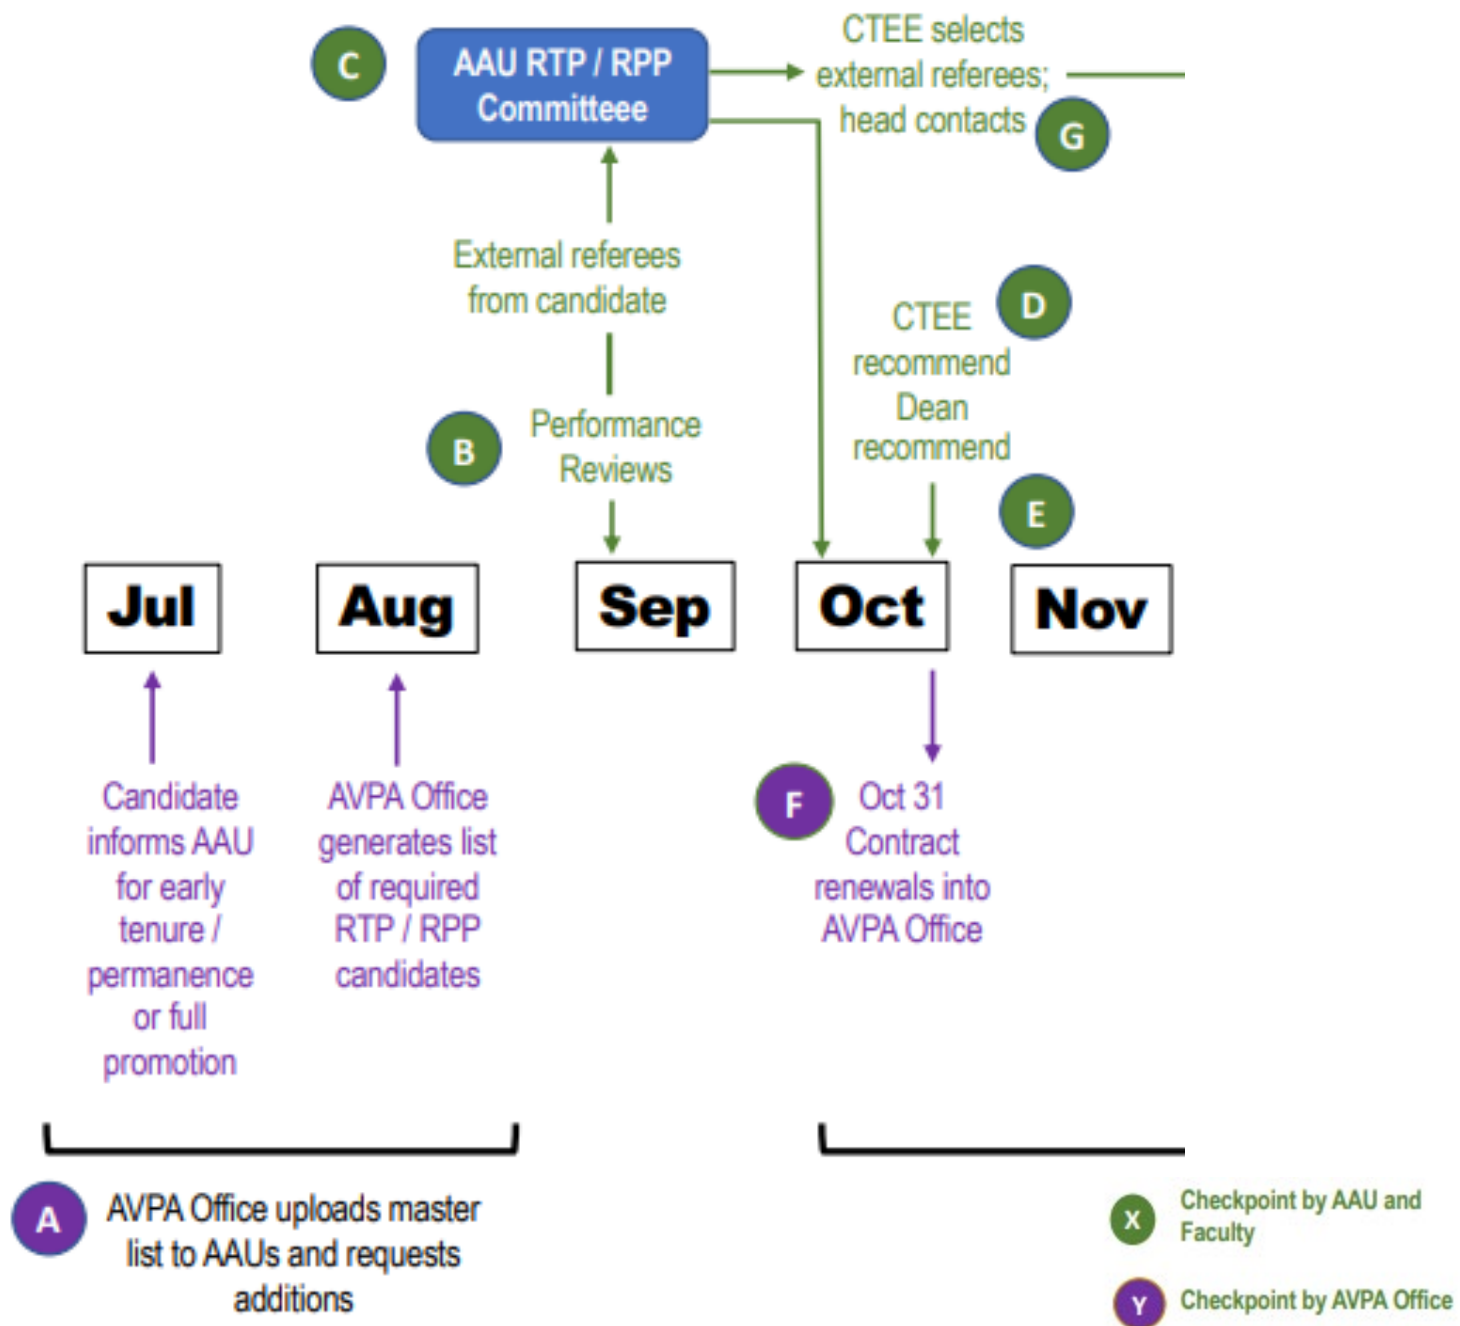 C
AAU RTP / RPP
Committeee
CTEE selects
external referees;
head contacts
G
External referees
from candidate
D
CTEE
recommend
Dean
recommend
B
Performance
Reviews
E
Jul
Aug
Sep
Oct
Nov
Candidate
informs AAU
for early
tenure /
permanence
or full
promotion
AVPA Office
generates list
of required
RTP / RPP
candidates
F
Oct 31
Contract
renewals into
AVPA Office
A
AVPA Office uploads master
list to AAUs and requests
additions
X
Checkpoint by AAU and
Faculty
Y
Checkpoint by AVPA Office